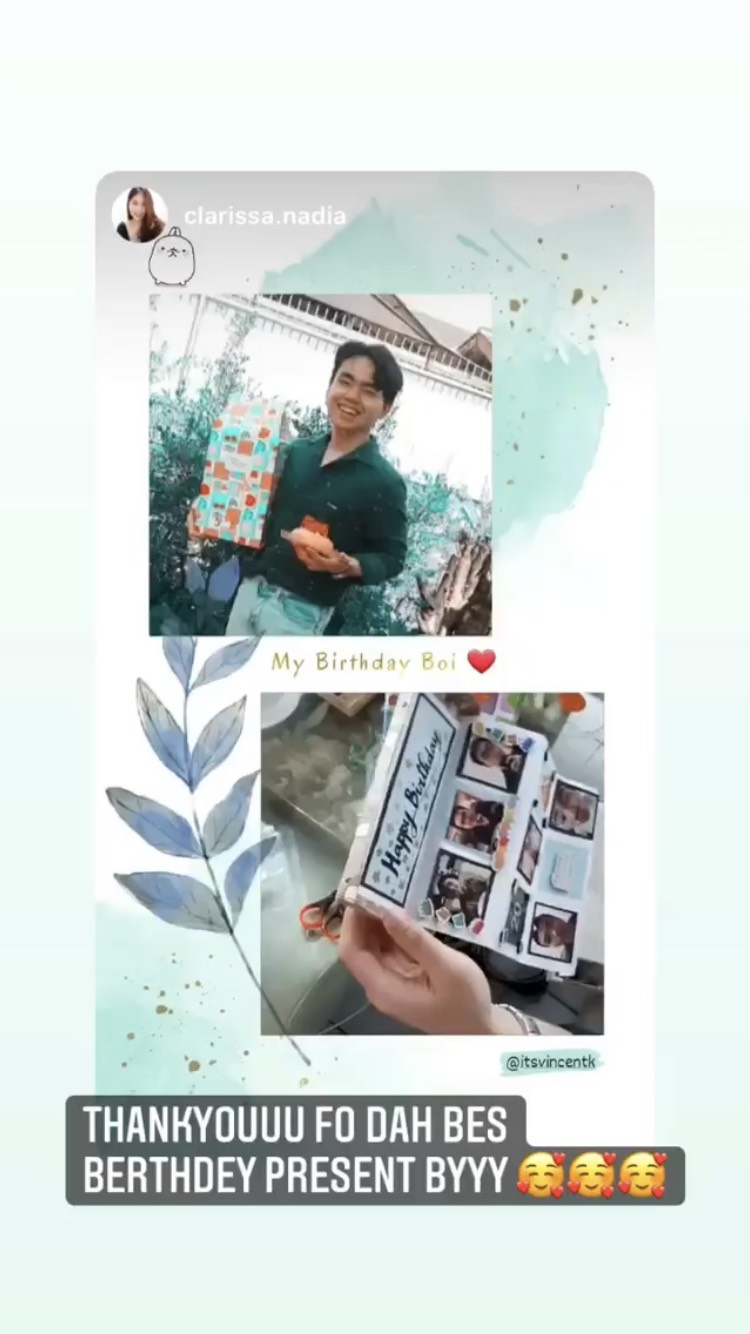 clarissa.nadia
My Birthday Boi ❤️
Happy Birthday
@itsvincentk
THANKYOUUU FO DAH BES
BERTHDEY PRESENT BYYY 🥰🥰🥰